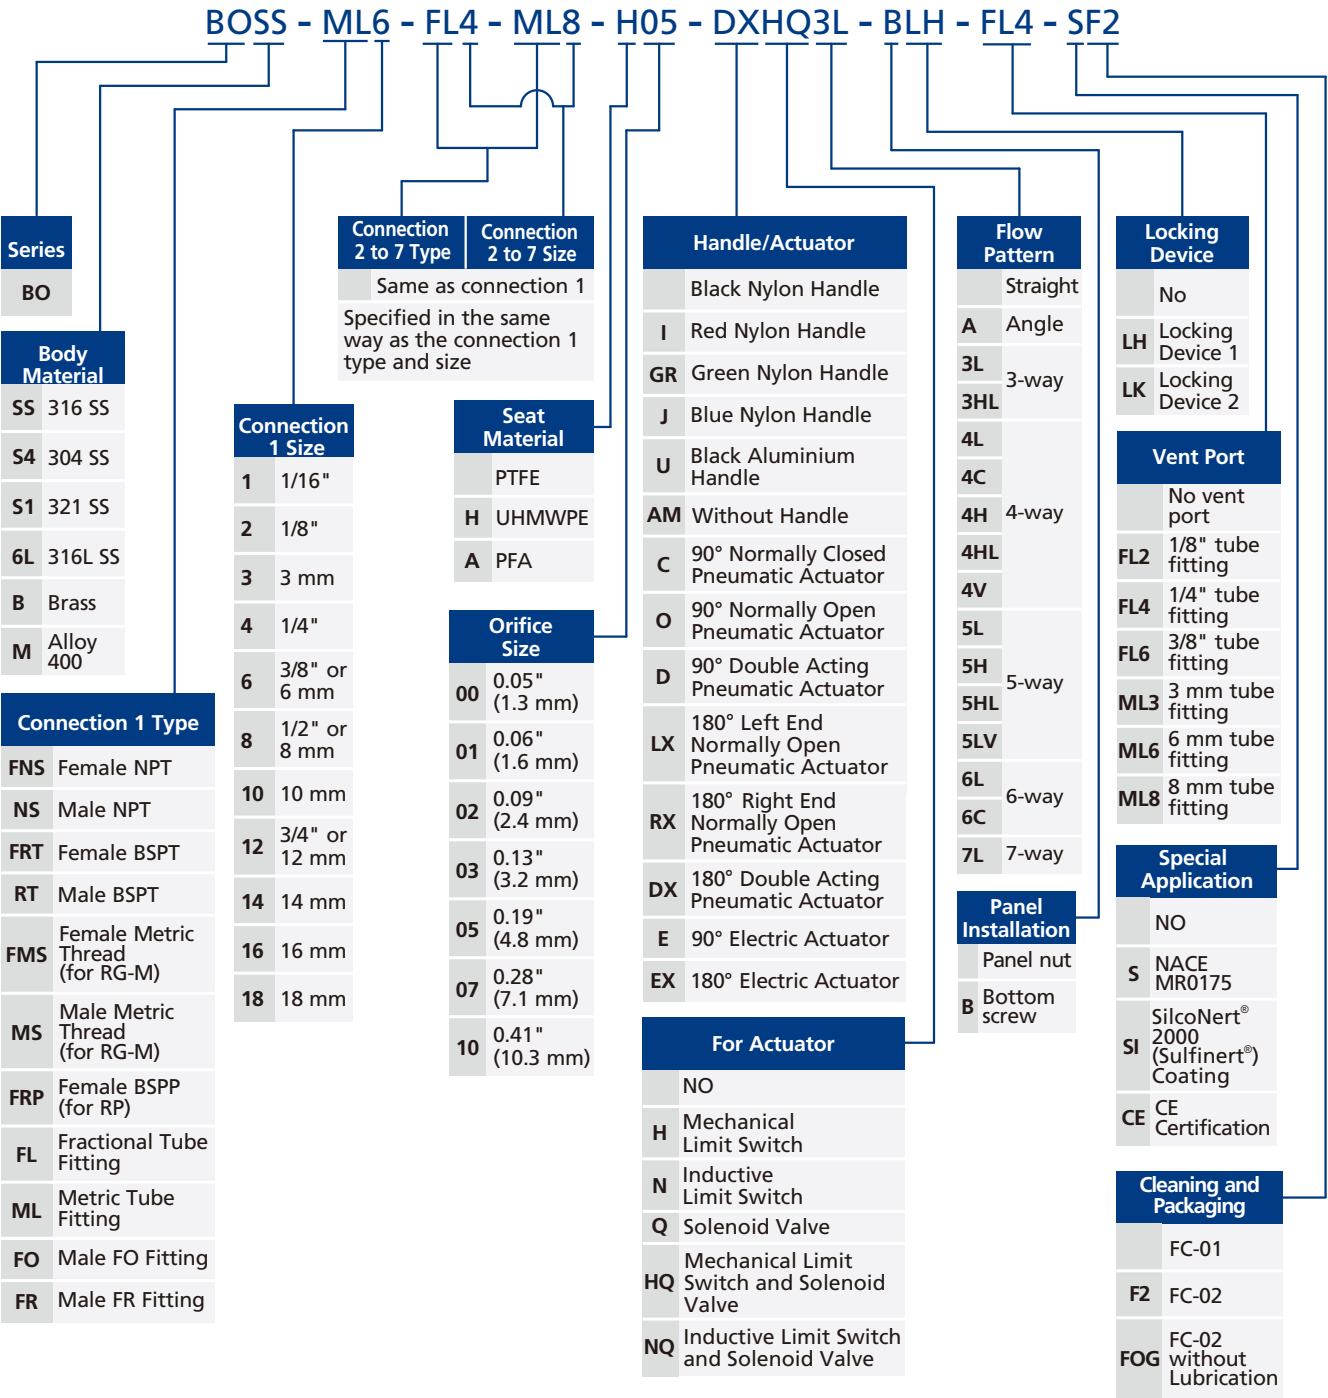 BOSS - ML6 - FL4 - ML8 - H05 - DXHQ3L - BLH - FL4 - SF2
Series
BO
Body
Material
SS 316 SS
S4 304 SS
S1 321 SS
6L 316L SS
B Brass
M Alloy
400
Connection 1 Type
FNS Female NPT
NS Male NPT
FRT Female BSPT
RT Male BSPT
FMS Female Metric
Thread
(for RG-M)
MS Male Metric
Thread
(for RG-M)
FRP Female BSPP
(for RP)
FL Fractional Tube
Fitting
ML Metric Tube
Fitting
FO Male FO Fitting
FR Male FR Fitting
Connection
1 Size
1 1/16"
2 1/8"
3 3 mm
4 1/4"
6 3/8" or
6 mm
8 1/2" or
8 mm
10 10 mm
12 3/4" or
12 mm
14 14 mm
16 16 mm
18 18 mm
Connection
2 to 7 Type
Connection
2 to 7 Size
Same as connection 1
Specified in the same
way as the connection 1
type and size
Seat
Material
PTFE
H UHMWPE
A PFA
Orifice
Size
00 0.05"
(1.3 mm)
01 0.06"
(1.6 mm)
02 0.09"
(2.4 mm)
03 0.13"
(3.2 mm)
05 0.19"
(4.8 mm)
07 0.28"
(7.1 mm)
10 0.41"
(10.3 mm)
Handle/Actuator
Black Nylon Handle
I Red Nylon Handle
GR Green Nylon Handle
J Blue Nylon Handle
U Black Aluminium
Handle
AM Without Handle
C 90° Normally Closed
Pneumatic Actuator
O 90° Normally Open
Pneumatic Actuator
D 90° Double Acting
Pneumatic Actuator
LX 180° Left End
Normally Open
Pneumatic Actuator
RX 180° Right End
Normally Open
Pneumatic Actuator
DX 180° Double Acting
Pneumatic Actuator
E 90° Electric Actuator
EX 180° Electric Actuator
For Actuator
NO
H Mechanical
Limit Switch
N Inductive
Limit Switch
Q Solenoid Valve
HQ Mechanical Limit
Switch and Solenoid
Valve
NQ Inductive Limit Switch
and Solenoid Valve
Flow
Pattern
Straight
A Angle
3L
3-way
3HL
4L
4C
4H 4-way
4HL
4V
5L
5H
5-way
5HL
5LV
6L
6-way
6C
7L 7-way
Panel
Installation
Panel nut
B Bottom
screw
Locking
Device
No
LH Locking
Device 1
LK Locking
Device 2
Vent Port
No vent
port
FL2 1/8" tube
fitting
FL4 1/4" tube
fitting
FL6 3/8" tube
fitting
ML3 3 mm tube
fitting
ML6 6 mm tube
fitting
ML8 8 mm tube
fitting
Special
Application
NO
S NACE
MR0175
SI SilcoNert®
2000
(Sulfinert®)
Coating
CE CE
Certification
Cleaning and
Packaging
FC-01
F2 FC-02
FOG FC-02
without
Lubrication